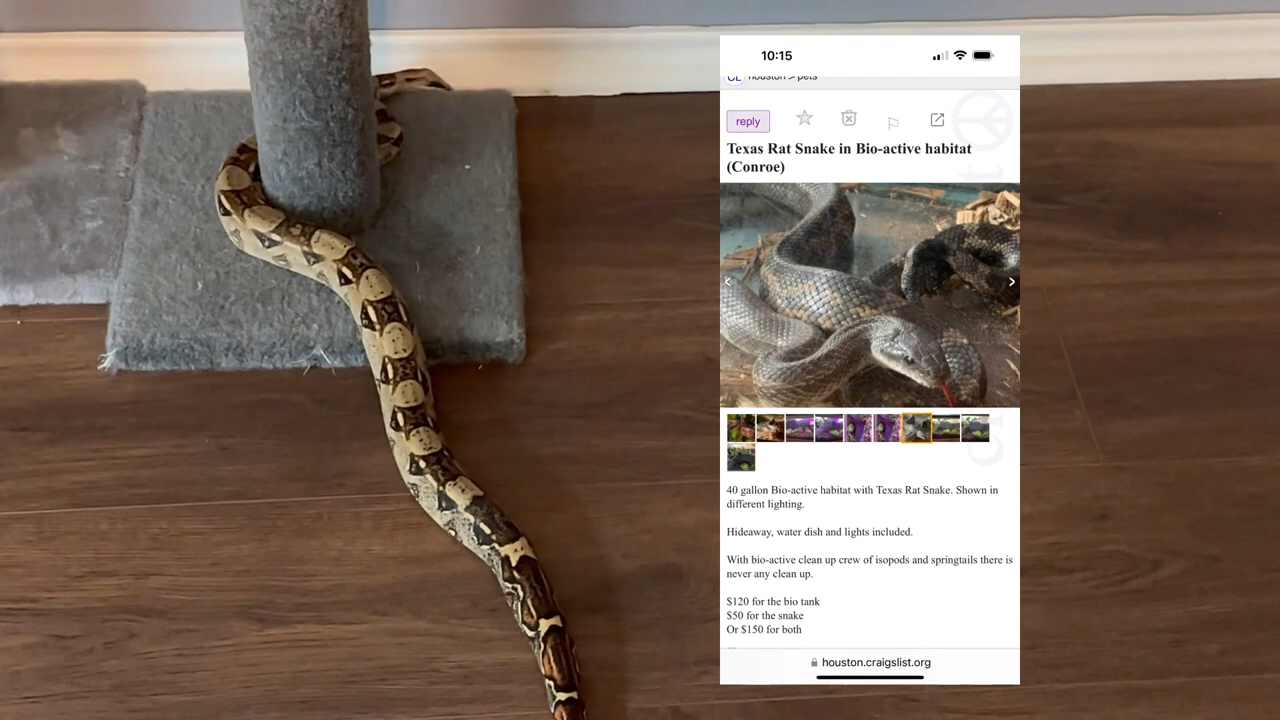 10:15
CL houston > pets
reply
Texas Rat Snake in Bio-active habitat
(Conroe)
40 gallon Bio-active habitat with Texas Rat Snake. Shown in
different lighting.
Hideaway, water dish and lights included.
With bio-active clean up crew of isopods and springtails there is
never any clean up.
$120 for the bio tank
$50 for the snake
Or $150 for both
houston.craigslist.org